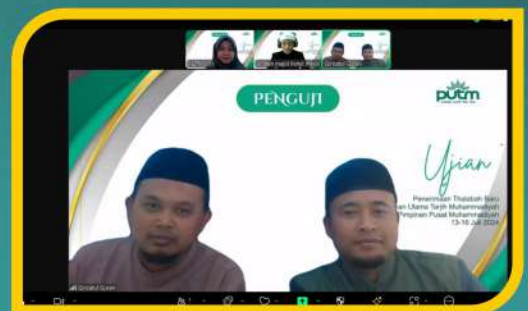 PENGUJI
putm
Ujian
Penerimaan Thalabah Baru
an Ulama Tarjih Muhammadiyah
Pimpinan Pusat Muhammadiyah
13-16 Juli 2024